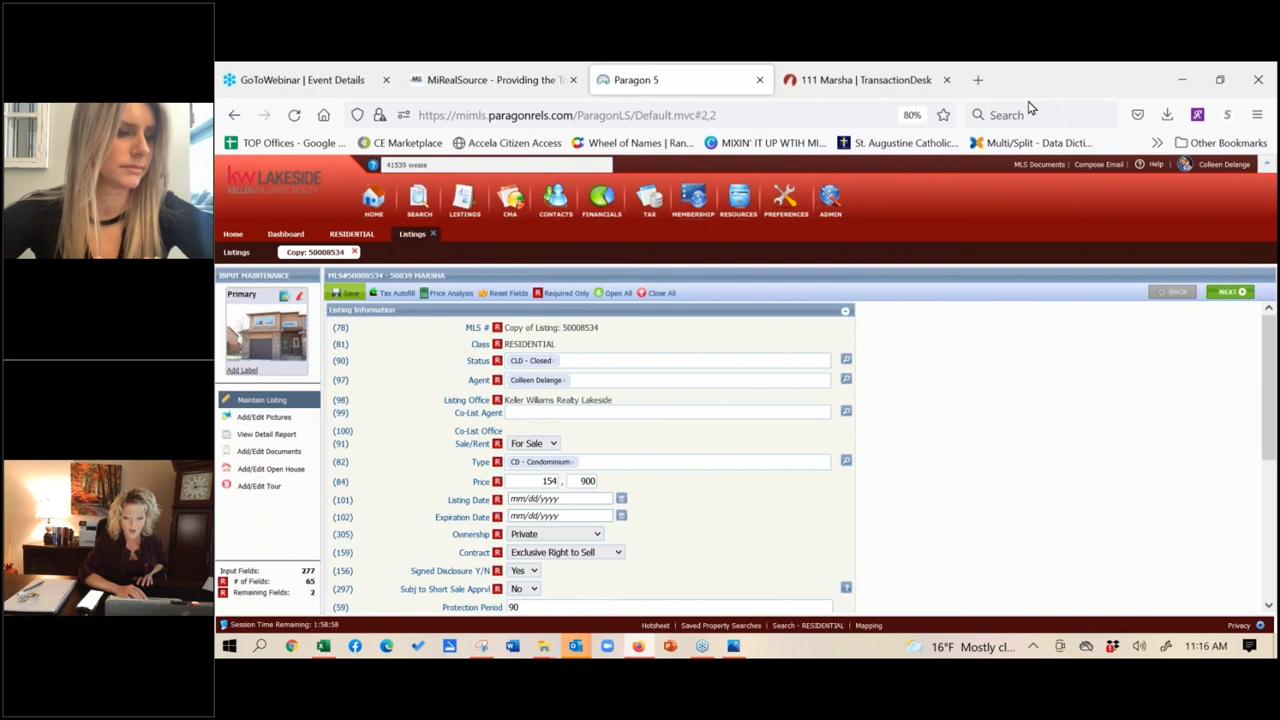 GoToWebinar | Event Details
MiRealSource - Providing the To
Paragon 5
111 Marsha | TransactionDesk
https://mimls.paragonrels.com/ParagonLS/Default.mvc#2,2
80%
Search
TOP Offices - Google ...
CE Marketplace
Accela Citizen Access
Wheel of Names | Ran...
MIXIN' IT UP WTIH MI...
St. Augustine Catholic...
Multi/Split - Data Dicti...
Other Bookmarks
kw LAKESIDE
KELLERWILLIAMS REALTY
41539 wesse
MLS Documents
Compose Email
Help
Colleen Delange
HOME
SEARCH
LISTINGS
CMA
CONTACTS
FINANCIALS
TAX
MEMBERSHIP
RESOURCES
PREFERENCES
ADMIN
Home
Dashboard
RESIDENTIAL
Listings
Listings
Copy: 50008534
INPUT MAINTENANCE
MLS#50008534 - 50839 MARSHA
Primary
Add Label
Save
Tax Autofill
Price Analysis
Reset Fields
R Required Only
Open All
Close All
BACK
NEXT
Listing Information
(78) MLS # R Copy of Listing: 50008534
(81) Class R RESIDENTIAL
(90) Status R CLD - Closed
(97) Agent R Colleen Delange
(98) Listing Office R Keller Williams Realty Lakeside
(99) Co-List Agent
(100) Co-List Office
(91) Sale/Rent R For Sale
(82) Type R CD - Condominium
(84) Price R 154 , 900
(101) Listing Date R mm/dd/yyyy
(102) Expiration Date R mm/dd/yyyy
(305) Ownership R Private
(159) Contract R Exclusive Right to Sell
(156) Signed Disclosure Y/N R Yes
(297) Subj to Short Sale Apprvl R No
(59) Protection Period 90
Maintain Listing
Add/Edit Pictures
View Detail Report
Add/Edit Documents
Add/Edit Open House
Add/Edit Tour
Input Fields: 277
R # of Fields: 65
R Remaining Fields: 2
Session Time Remaining: 1:58:58
Hotsheet | Saved Property Searches | Search - RESIDENTIAL | Mapping
Privacy
16°F Mostly cl...
11:16 AM